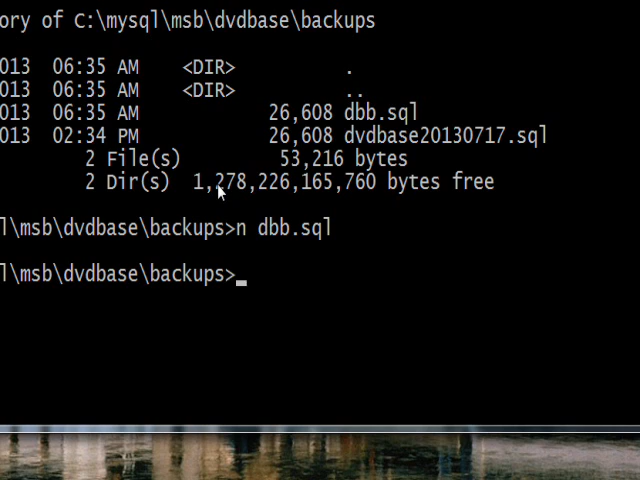 ory of C:\mysql\msb\dvdbase\backups
013 06:35 AM <DIR> .
013 06:35 AM <DIR> ..
013 06:35 AM 26,608 dbb.sql
013 02:34 PM 26,608 dvdbase20130717.sql
2 File(s) 53,216 bytes
2 Dir(s) 1,278,226,165,760 bytes free
l\msb\dvdbase\backups>n dbb.sql
l\msb\dvdbase\backups>